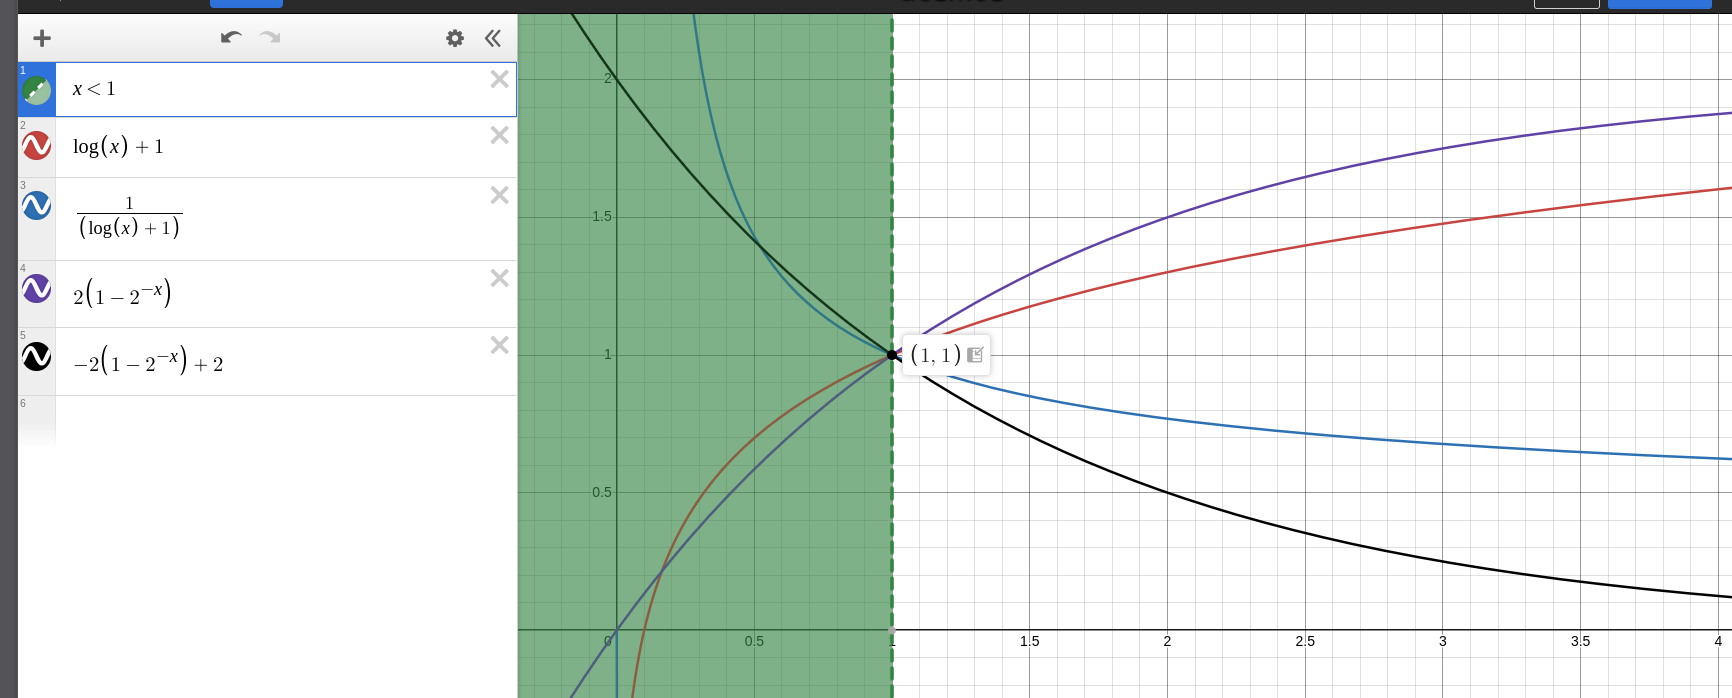 1
x < 1
2
log(x) + 1
3
1
(log(x) + 1)
4
2(1 − 2^−x)
5
−2(1 − 2^−x) + 2
6
2
1.5
1
(1, 1)
0.5
0 0.5 1 1.5 2 2.5 3 3.5 4